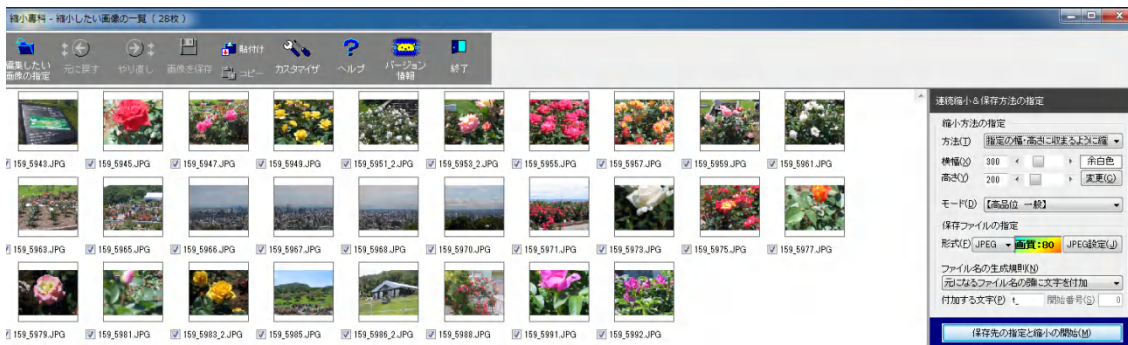 縮小専科 - 縮小したい画像の一覧 ( 28枚 )
編集したい
画像の指定
元に戻す
やり直し
画像を保存
貼付け
コピー
カスタマイザ
ヘルプ
バージョン
情報
終了
159_5943.JPG 159_5945.JPG 159_5947.JPG 159_5949.JPG 159_5951_2.JPG 159_5953_2.JPG 159_5955.JPG 159_5957.JPG 159_5959.JPG 159_5961.JPG
159_5963.JPG 159_5965.JPG 159_5966.JPG 159_5967.JPG 159_5968.JPG 159_5970.JPG 159_5971.JPG 159_5973.JPG 159_5975.JPG 159_5977.JPG
159_5979.JPG 159_5981.JPG 159_5983_2.JPG 159_5985.JPG 159_5986_2.JPG 159_5988.JPG 159_5991.JPG 159_5992.JPG
連続縮小&保存方法の指定
縮小方法の指定
方法(T) 指定の幅・高さに収まるように縮
横幅(X) 300 余白色
高さ(Y) 200 変更(C)
モード(D) 【高品位 一般】
保存ファイルの指定
形式(F) JPEG 画質:80 JPEG設定(J)
ファイル名の生成規則(N)
元になるファイル名の頭に文字を付加
付加する文字(P) t_ 開始番号(S) 0
保存先の指定と縮小の開始(M)